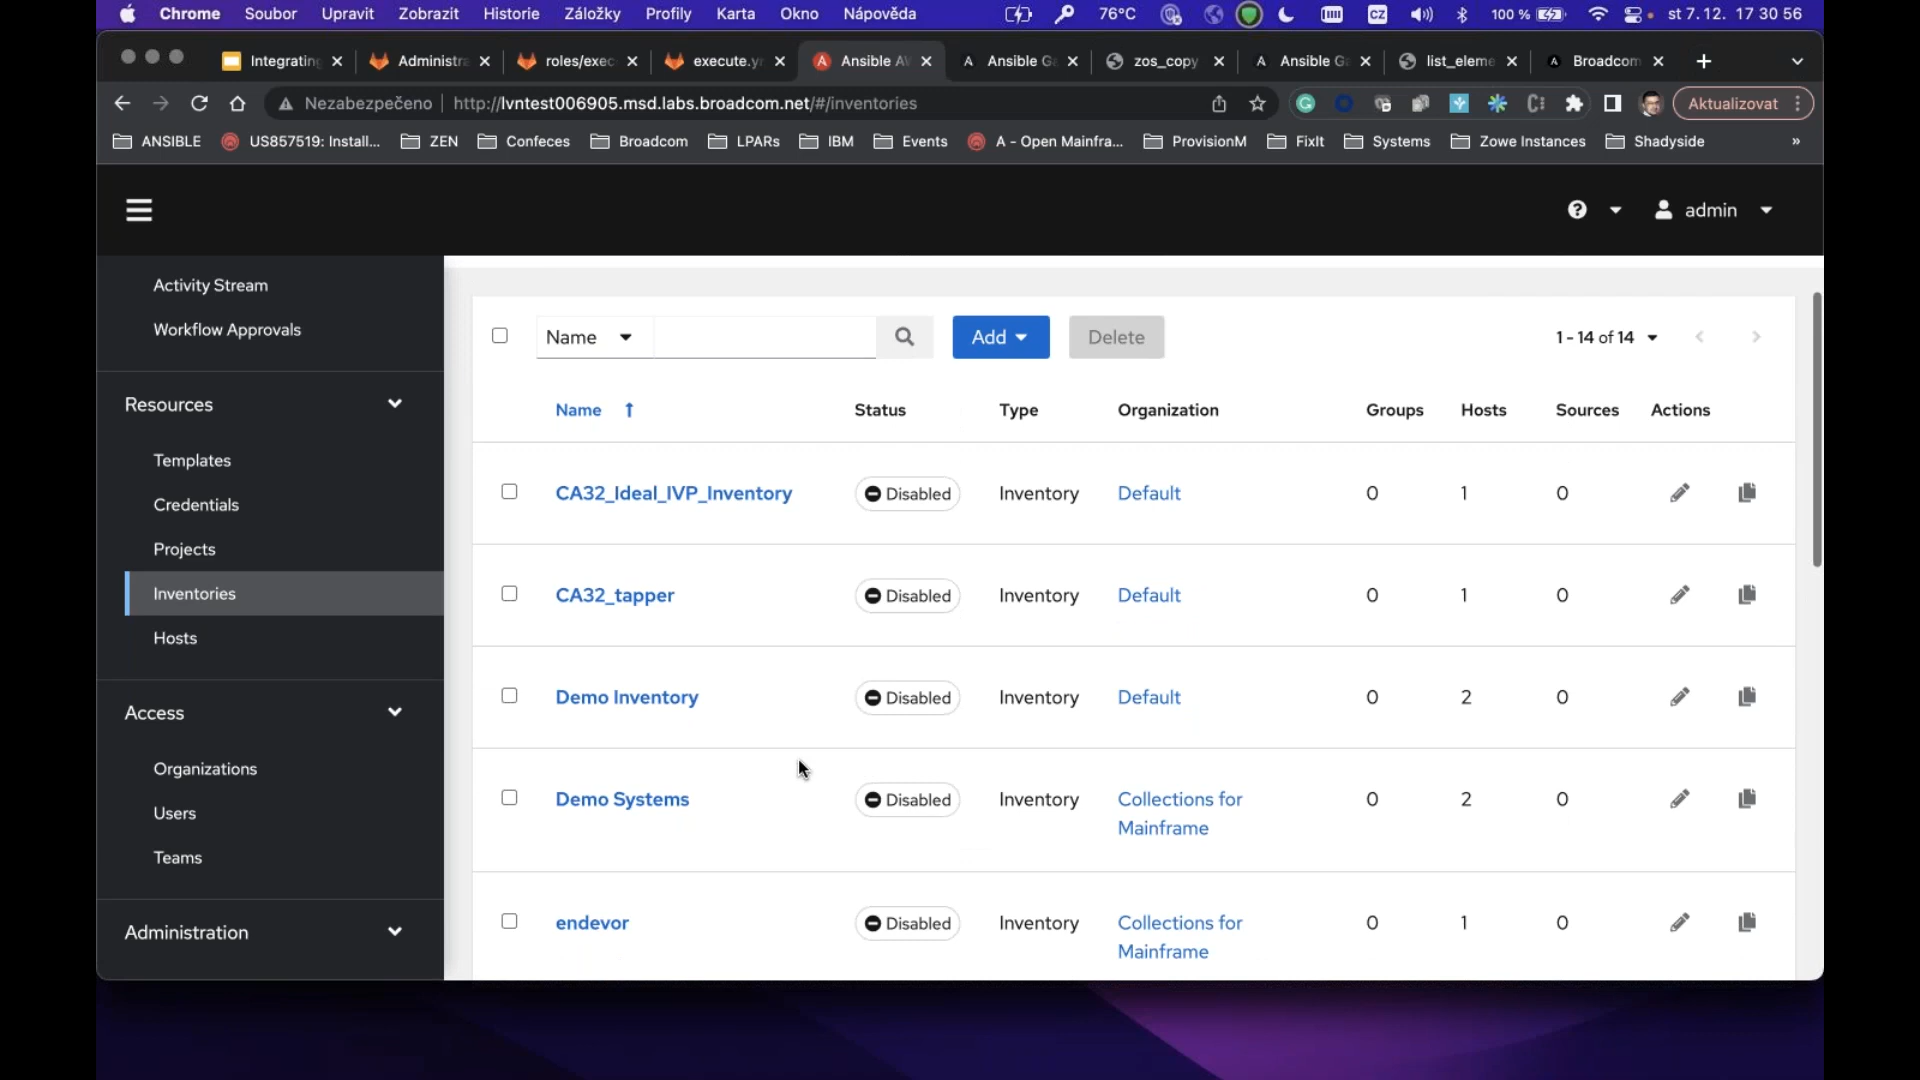 Chrome Soubor Upravit Zobrazit Historie Záložky Profily Karta Okno Nápověda 76°C CZ 100 % st 7. 12. 17 30 56
Integrating Administra roles/exec execute.y Ansible A Ansible G zos_copy Ansible G list_eleme Broadcom
Nezabezpečeno http://lvntest006905.msd.labs.broadcom.net/#/inventories Aktualizovat
ANSIBLE US857519: Install... ZEN Confeces Broadcom LPARs IBM Events A - Open Mainfra... ProvisionM FixIt Systems Zowe Instances Shadyside »
admin
Activity Stream
Workflow Approvals
Resources
Templates
Credentials
Projects
Inventories
Hosts
Access
Organizations
Users
Teams
Administration
Name Add Delete 1 - 14 of 14
Name Status Type Organization Groups Hosts Sources Actions
CA32_Ideal_IVP_Inventory Disabled Inventory Default 0 1 0
CA32_tapper Disabled Inventory Default 0 1 0
Demo Inventory Disabled Inventory Default 0 2 0
Demo Systems Disabled Inventory Collections for 0 2 0
Mainframe
endevor Disabled Inventory Collections for 0 1 0
Mainframe